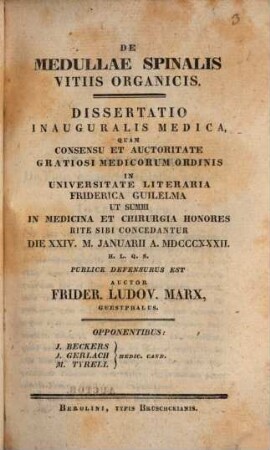 3
DE
MEDULLAE SPINALIS
VITIIS ORGANICIS.
DISSERTATIO
INAUGURALIS MEDICA,
QUAM
CONSENSU ET AUCTORITATE
GRATIOSI MEDICORUM ORDINIS
IN
UNIVERSITATE LITERARIA
FRIDERICA GUILELMA
UT SUMMI
IN MEDICINA ET CHIRURGIA HONORES
RITE SIBI CONCEDANTUR
DIE XXIV. M. JANUARII A. MDCCCXXXII.
H. L. Q. S.
PUBLICE DEFENSURUS EST
AUCTOR
FRIDER. LUDOV. MARX,
GUESTPHALUS.
OPPONENTIBUS:
J. BECKERS
J. GERLACH } MEDIC. CAND.
M. TYRELL
BEROLINI, TYPIS BRUSCHCKIANIS.